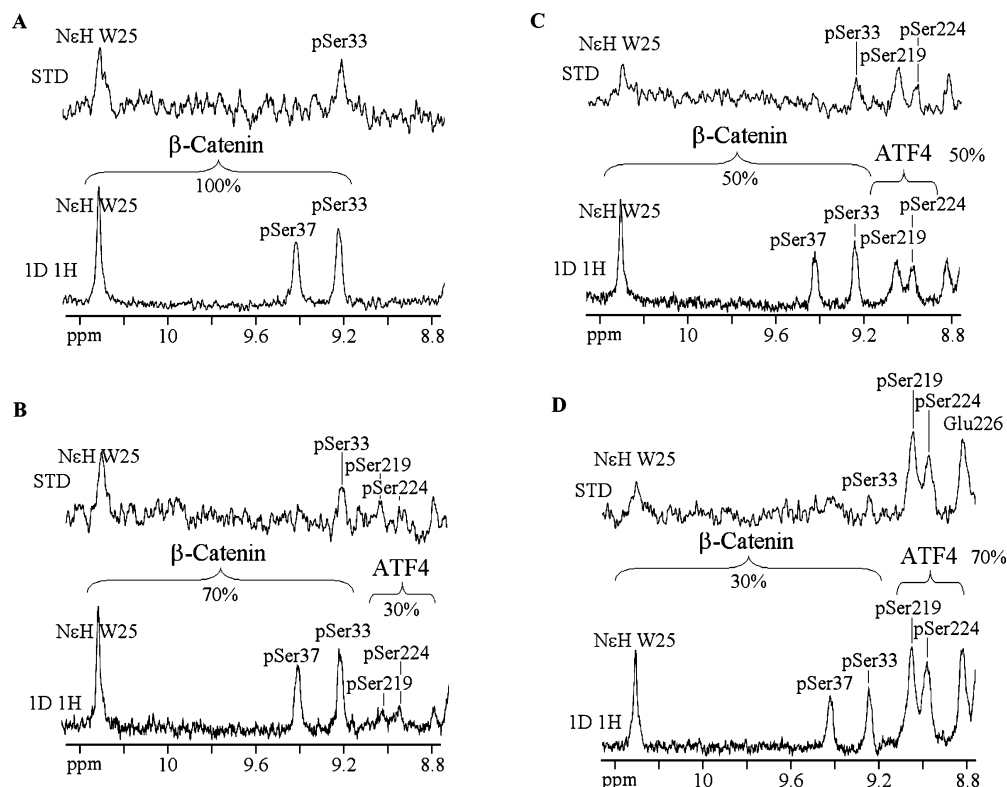 A
NεH W25
pSer33
STD
β-Catenin
100%
NεH W25
pSer37
pSer33
1D 1H
ppm 10 9.6 9.2 8.8
B
NεH W25
pSer33
pSer219
pSer224
STD
β-Catenin
70%
ATF4
30%
NεH W25
pSer37
pSer33
pSer224
pSer219
1D 1H
ppm 10 9.6 9.2 8.8
C
NεH W25
pSer33
pSer224
pSer219
STD
β-Catenin
50%
ATF4 50%
NεH W25
pSer37
pSer33
pSer224
pSer219
1D 1H
ppm 10 9.6 9.2 8.8
D
pSer219
pSer224
Glu226
NεH W25
pSer33
STD
β-Catenin
30%
ATF4 70%
NεH W25
pSer37
pSer33
pSer219
pSer224
1D 1H
ppm 10 9.6 9.2 8.8